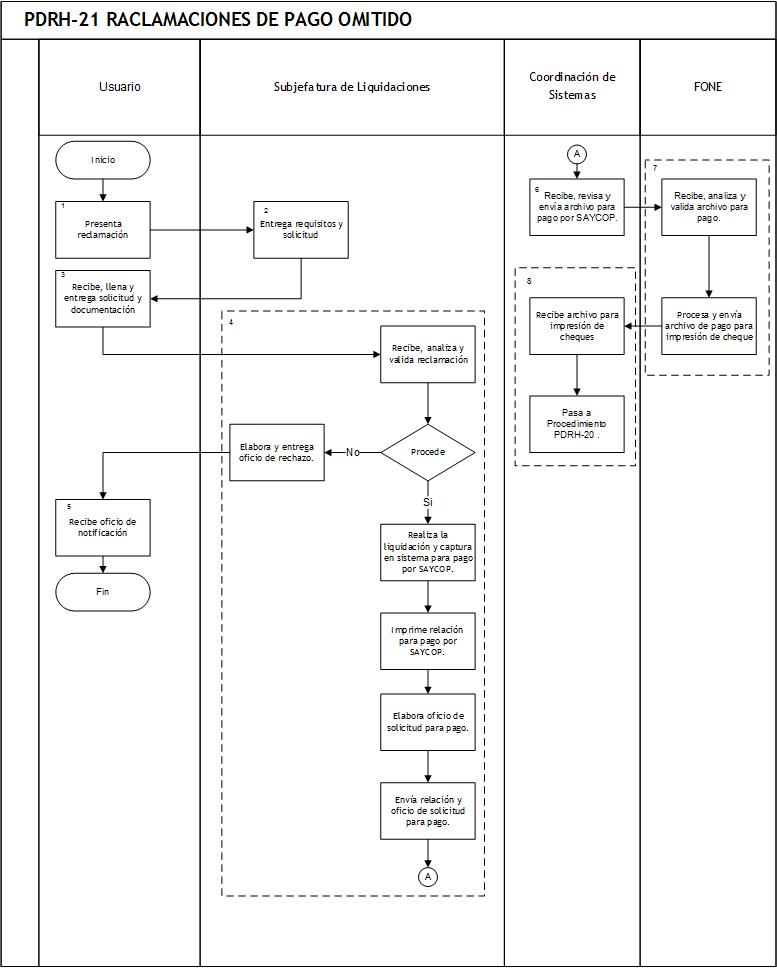 PDRH-21 RACLAMACIONES DE PAGO OMITIDO
Usuario
Subjefatura de Liquidaciones
Coordinación de
Sistemas
FONE
Inicio
1
Presenta
reclamación
2
Entrega requisitos y
solicitud
3
Recibe, llena y
entrega solicitud y
documentación
4
Recibe, analiza y
valida reclamación
Procede
No
Elabora y entrega
oficio de rechazo.
5
Recibe oficio de
notificación
Fin
Si
Realiza la
liquidación y captura
en sistema para pago
por SAYCOP.
Imprime relación
para pago por
SAYCOP.
Elabora oficio de
solicitud para pago.
Envía relación y
oficio de solicitud
para pago.
A
A
6
Recibe, revisa y
envía archivo para
pago por SAYCOP.
7
Recibe, analiza y
valida archivo para
pago.
Procesa y envía
archivo de pago para
impresión de cheque
8
Recibe archivo para
impresión de
cheques
Pasa a
Procedimiento
PDRH-20 .